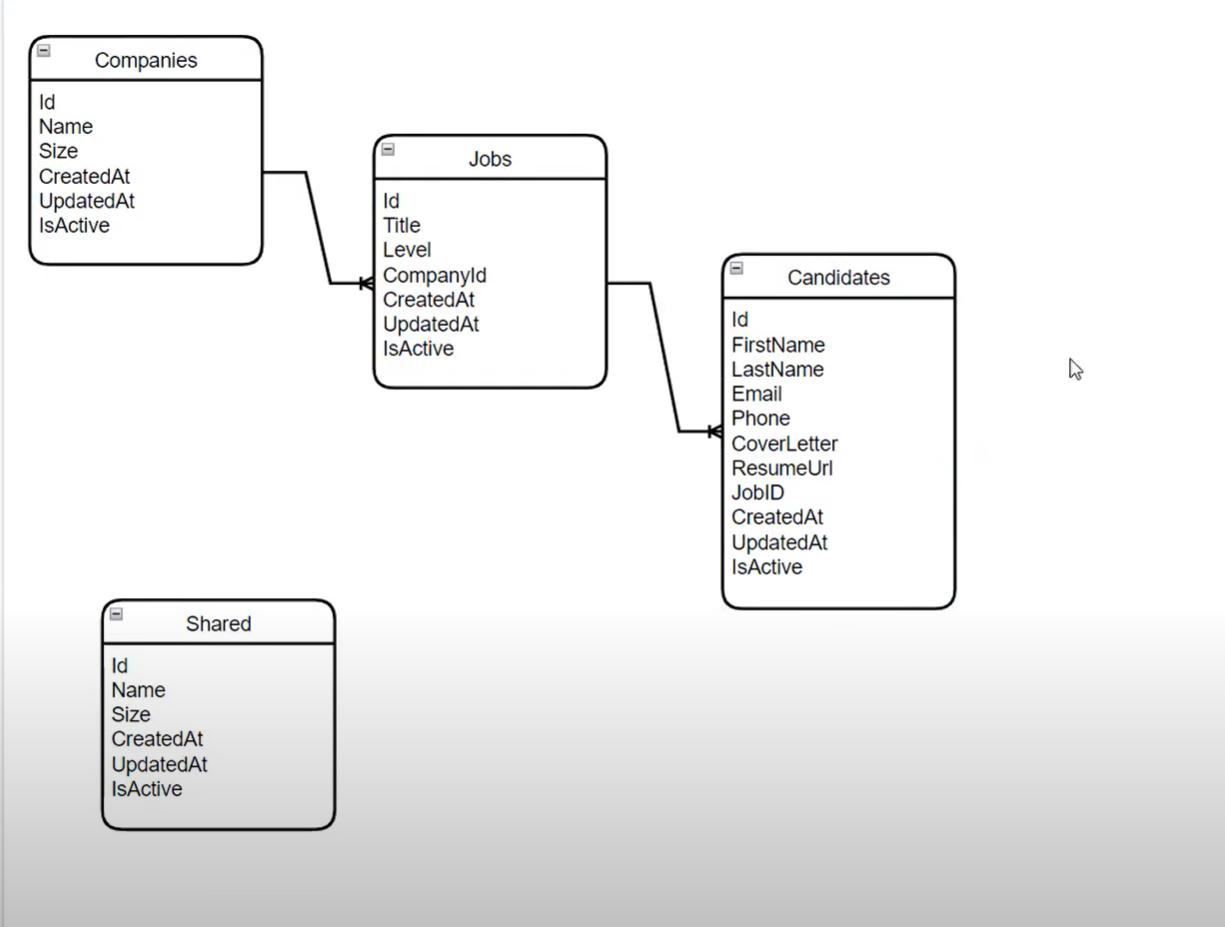 Companies
Id
Name
Size
CreatedAt
UpdatedAt
IsActive
Jobs
Id
Title
Level
CompanyId
CreatedAt
UpdatedAt
IsActive
Candidates
Id
FirstName
LastName
Email
Phone
CoverLetter
ResumeUrl
JobID
CreatedAt
UpdatedAt
IsActive
Shared
Id
Name
Size
CreatedAt
UpdatedAt
IsActive